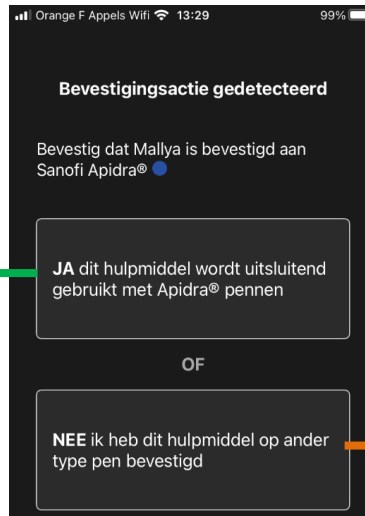 Orange F Appels Wifi 13:29 99%
Bevestigingsactie gedetecteerd
Bevestig dat Mallya is bevestigd aan
Sanofi Apidra®
JA dit hulpmiddel wordt uitsluitend
gebruikt met Apidra® pennen
OF
NEE ik heb dit hulpmiddel op ander
type pen bevestigd